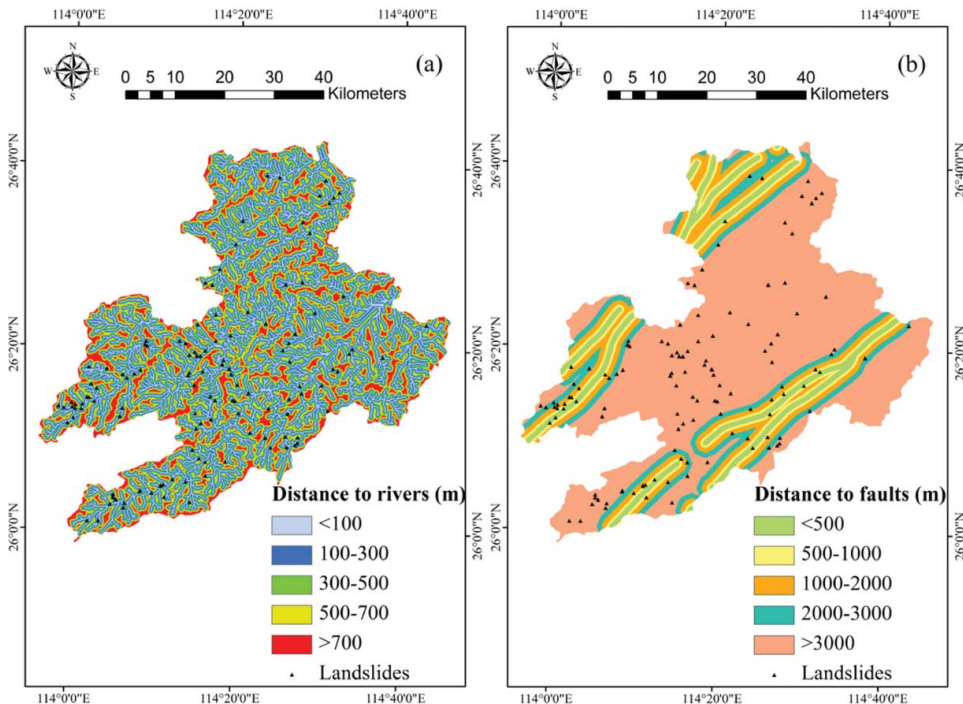 114°0'0"E 114°20'0"E 114°40'0"E
(a)
N
W E
S
0 5 10 20 30 40
Kilometers
26°40'0"N
26°20'0"N
26°0'0"N
26°40'0"N
26°20'0"N
26°0'0"N
Distance to rivers (m)
<100
100-300
300-500
500-700
>700
Landslides
114°0'0"E 114°20'0"E 114°40'0"E
114°0'0"E 114°20'0"E 114°40'0"E
(b)
N
W E
S
0 5 10 20 30 40
Kilometers
26°40'0"N
26°20'0"N
26°0'0"N
Distance to faults (m)
<500
500-1000
1000-2000
2000-3000
>3000
Landslides
114°0'0"E 114°20'0"E 114°40'0"E